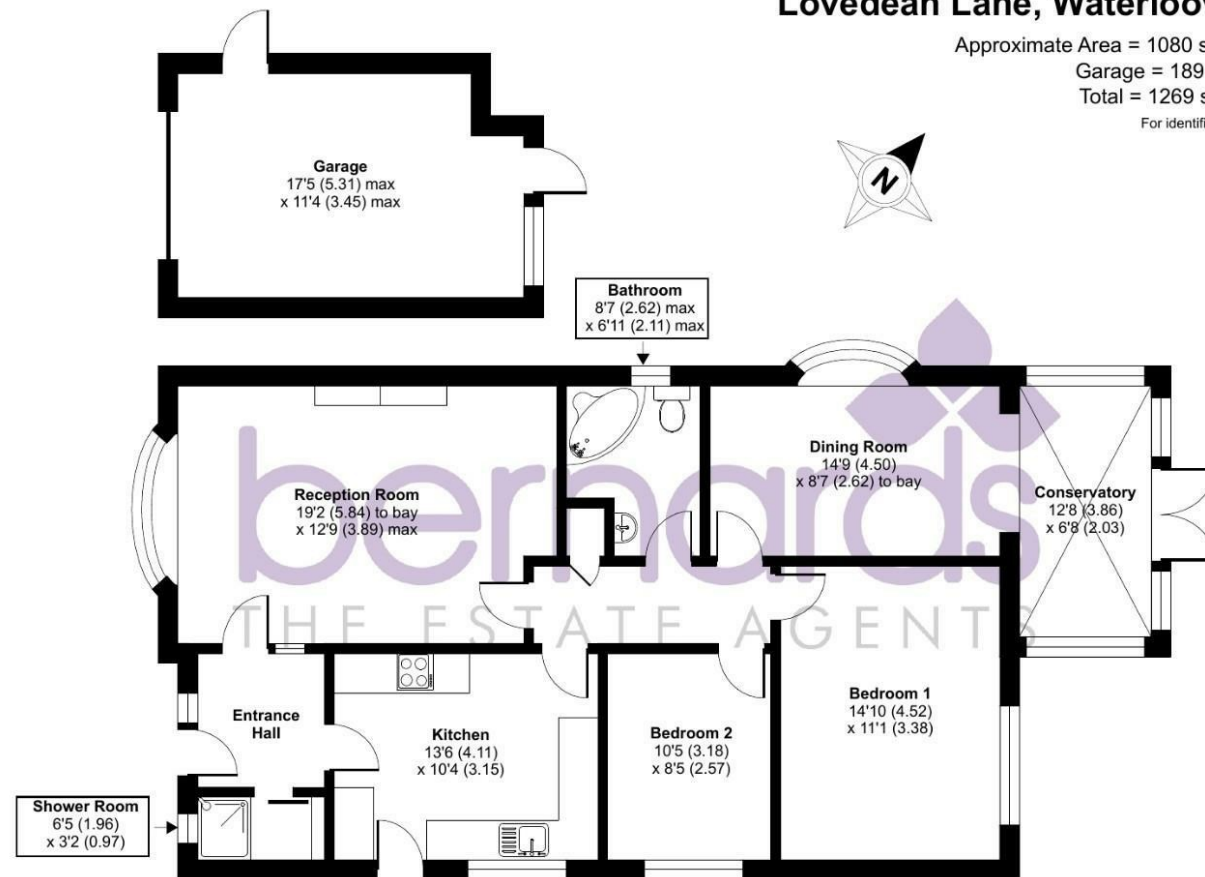 Lovedean Lane,
Approximate Area = 1080
Garage = 189
Total = 1269
For
Garage
17'5 (5.31) max
x 11'4 (3.45) max
N
Bathroom
8'7 (2.62) max
x 6'11 (2.11) max
Dining Room
14'9 (4.50)
x 8'7 (2.62) to bay
Reception Room
19'2 (5.84) to bay
x 12'9 (3.89) max
Conservatory
12'8 (3.86)
x 6'8 (2.03)
bernards
THE ESTATE AGENTS
Entrance
Hall
Kitchen
13'6 (4.11)
x 10'4 (3.15)
Bedroom 2
10'5 (3.18)
x 8'5 (2.57)
Bedroom 1
14'10 (4.52)
x 11'1 (3.38)
Shower Room
6'5 (1.96)
x 3'2 (0.97)